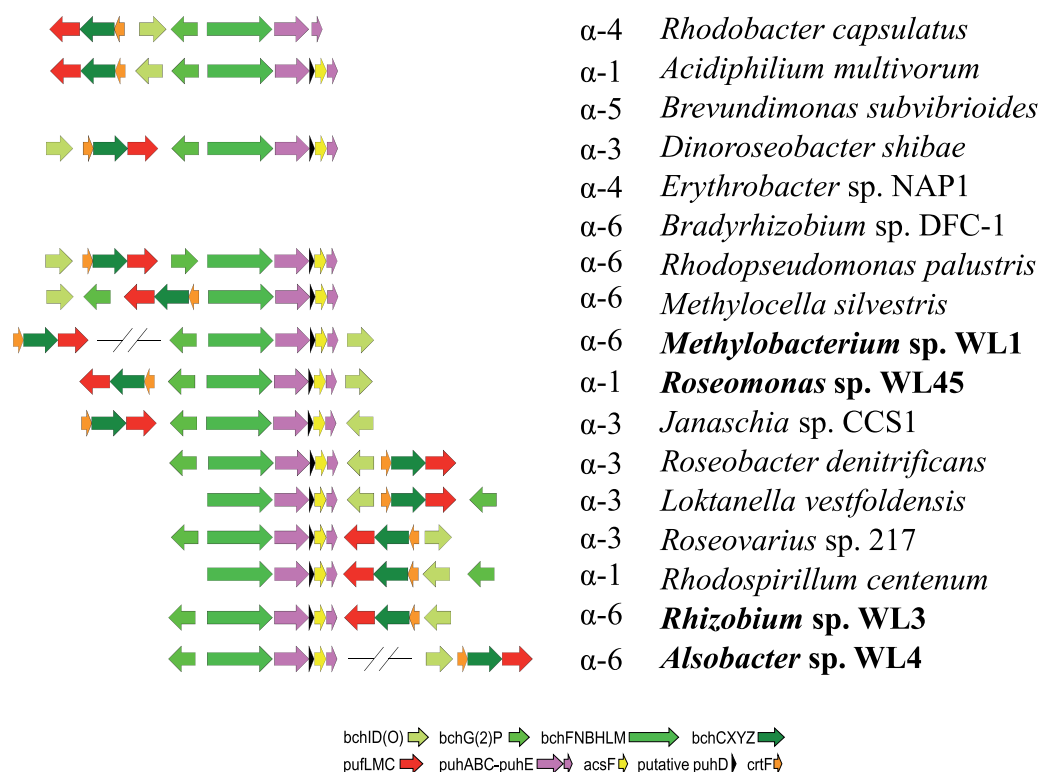 α-4 Rhodobacter capsulatus
α-1 Acidiphilium multivorum
α-5 Brevundimonas subvibrioides
α-3 Dinoroseobacter shibae
α-4 Erythrobacter sp. NAP1
α-6 Bradyrhizobium sp. DFC-1
α-6 Rhodopseudomonas palustris
α-6 Methylocella silvestris
α-6 Methylobacterium sp. WL1
α-1 Roseomonas sp. WL45
α-3 Janaschia sp. CCS1
α-3 Roseobacter denitrificans
α-3 Loktanella vestfoldensis
α-3 Roseovarius sp. 217
α-1 Rhodospirillum centenum
α-6 Rhizobium sp. WL3
α-6 Alsobacter sp. WL4
bchID(O) bchG(2)P bchFNBHLM bchCXYZ
pufLMC puhABC-puhE acsF putative puhD crtF